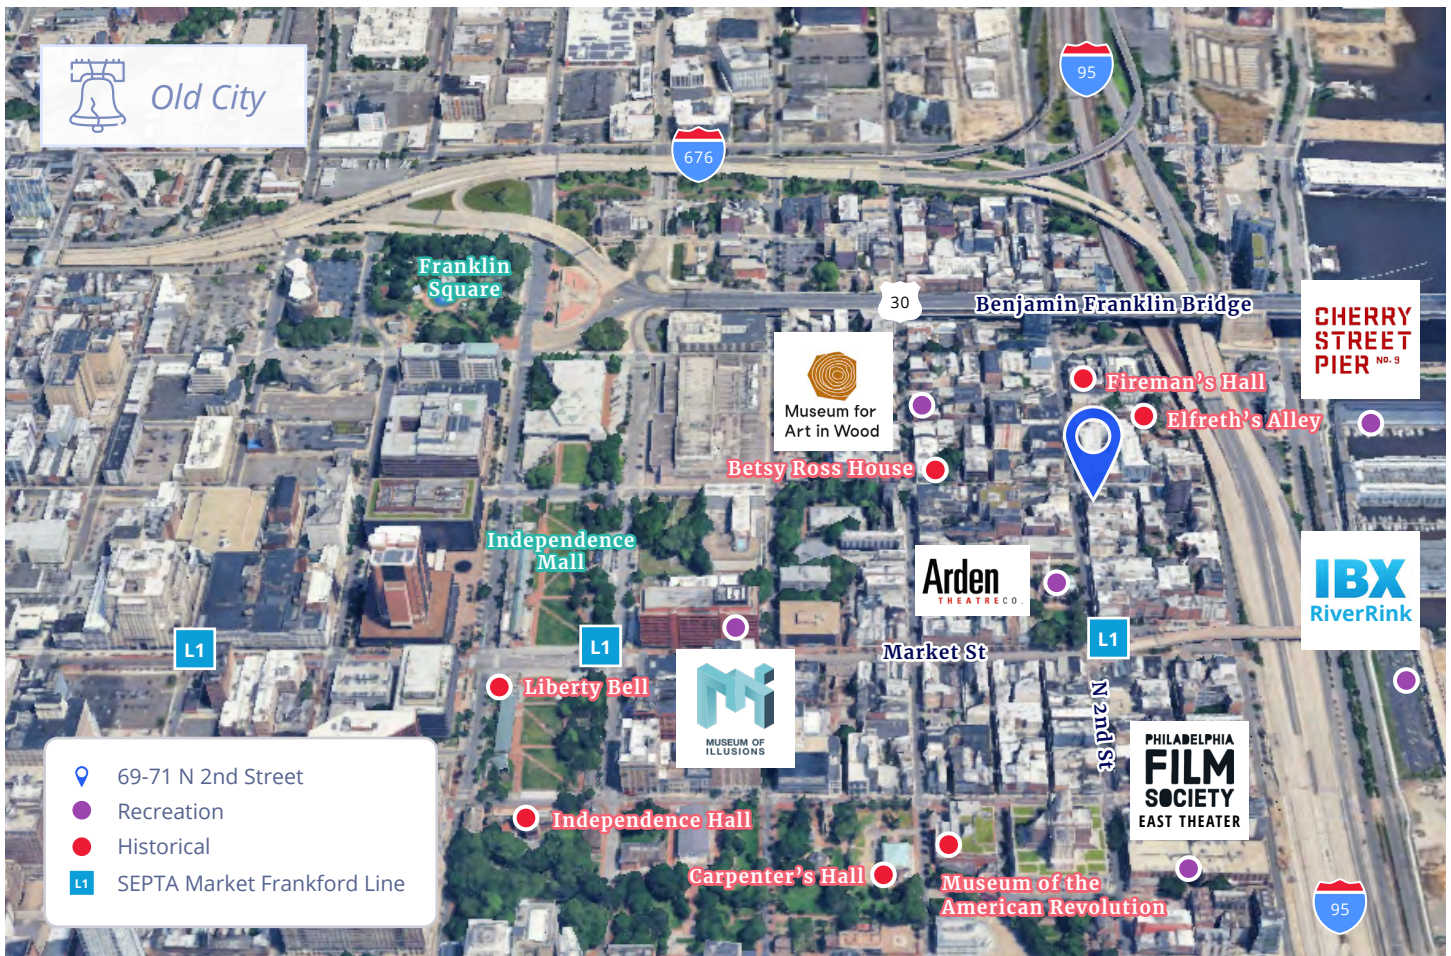 Old City
95
676
Franklin
Square
30
Benjamin Franklin Bridge
CHERRY
STREET
PIER NO. 9
Fireman's Hall
Museum for
Art in Wood
Elfreth's Alley
Betsy Ross House
Independence
Mall
Arden
THEATRE CO.
IBX
RiverRink
L1
L1
L1
Market St
Liberty Bell
N 2nd St
MUSEUM OF
ILLUSIONS
PHILADELPHIA
FILM
SOCIETY
EAST THEATER
69-71 N 2nd Street
Recreation
Historical
L1 SEPTA Market Frankford Line
Independence Hall
Carpenter's Hall
Museum of the
American Revolution
95